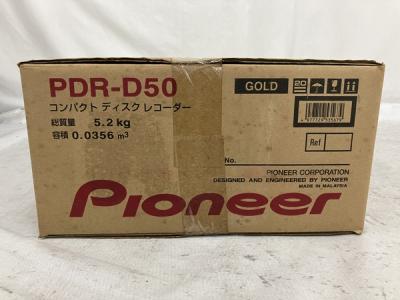 PDR-D50
コンパクト ディスク レコーダー
総質量 5.2 kg
容積 0.0356 m³
GOLD
20
Ref
No.
PIONEER CORPORATION
DESIGNED AND ENGINEERED BY PIONEER
MADE IN MALAYSIA
Pioneer